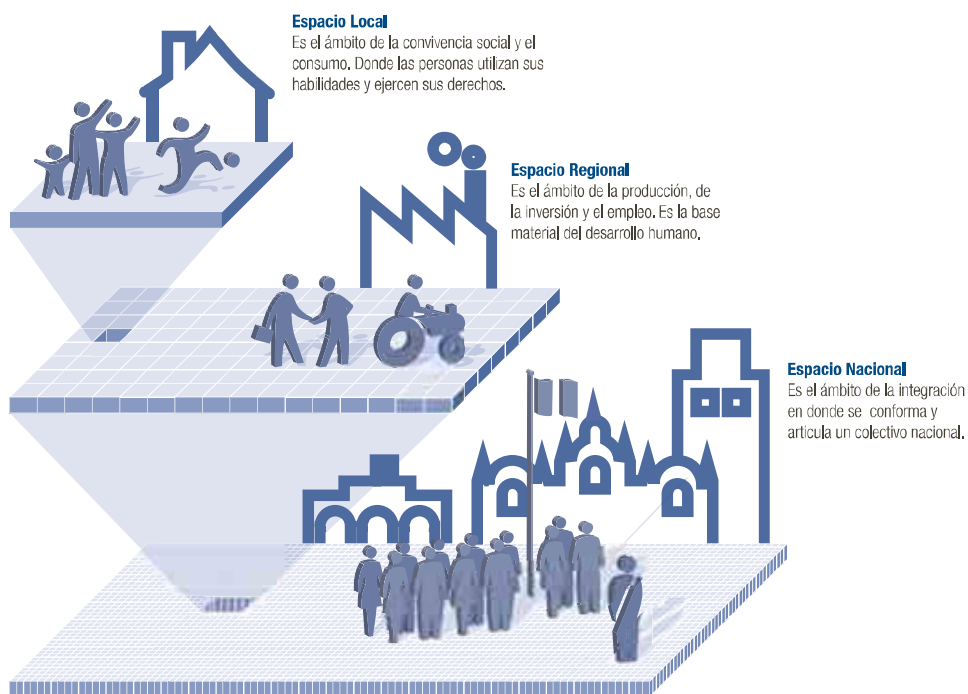 Espacio Local
Es el ámbito de la convivencia social y el
consumo. Donde las personas utilizan sus
habilidades y ejercen sus derechos.
Espacio Regional
Es el ámbito de la producción, de
la inversión y el empleo. Es la base
material del desarrollo humano.
Espacio Nacional
Es el ámbito de la integración
en donde se conforma y
articula un colectivo nacional.